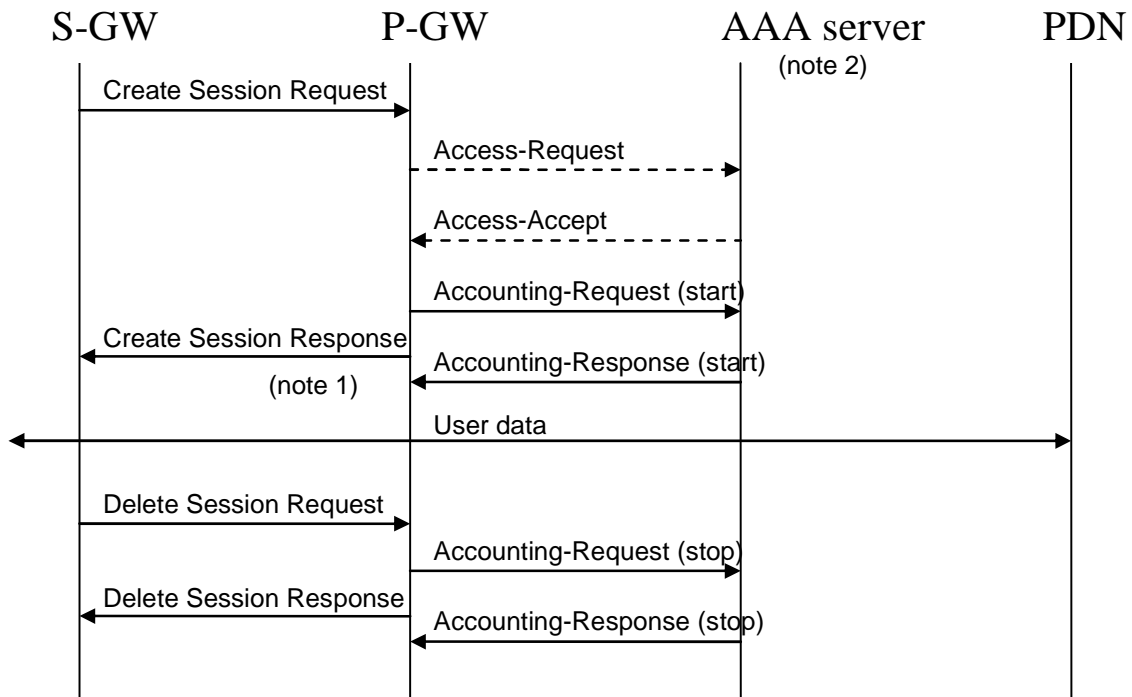 S-GW P-GW AAA server PDN
(note 2)
Create Session Request
Access-Request
Access-Accept
Accounting-Request (start)
Create Session Response
Accounting-Response (start)
(note 1)
User data
Delete Session Request
Accounting-Request (stop)
Delete Session Response
Accounting-Response (stop)